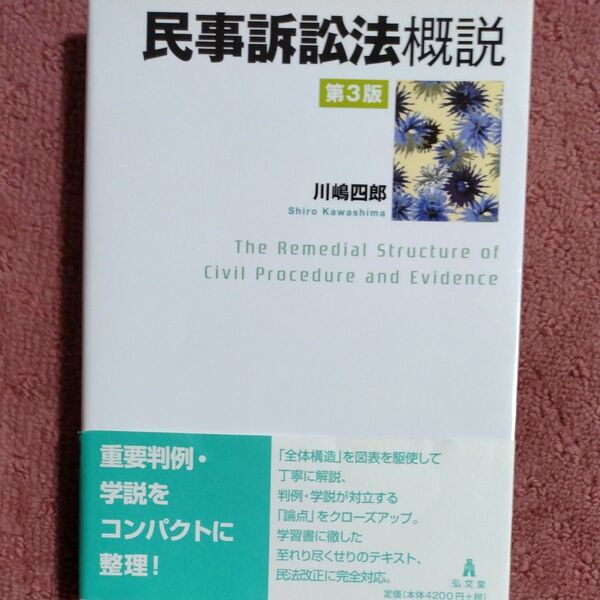 民事訴訟法概説
第3版
川嶋四郎
Shiro Kawashima
The Remedial Structure of
Civil Procedure and Evidence
重要判例・
学説を
コンパクトに
整理!
「全体構造」を図表を駆使して
丁寧に解説、
判例・学説が対立する
「論点」をクローズアップ。
学習書に徹した
至れり尽くせりのテキスト、
民法改正に完全対応。
弘文堂
定価(本体4200円+税)